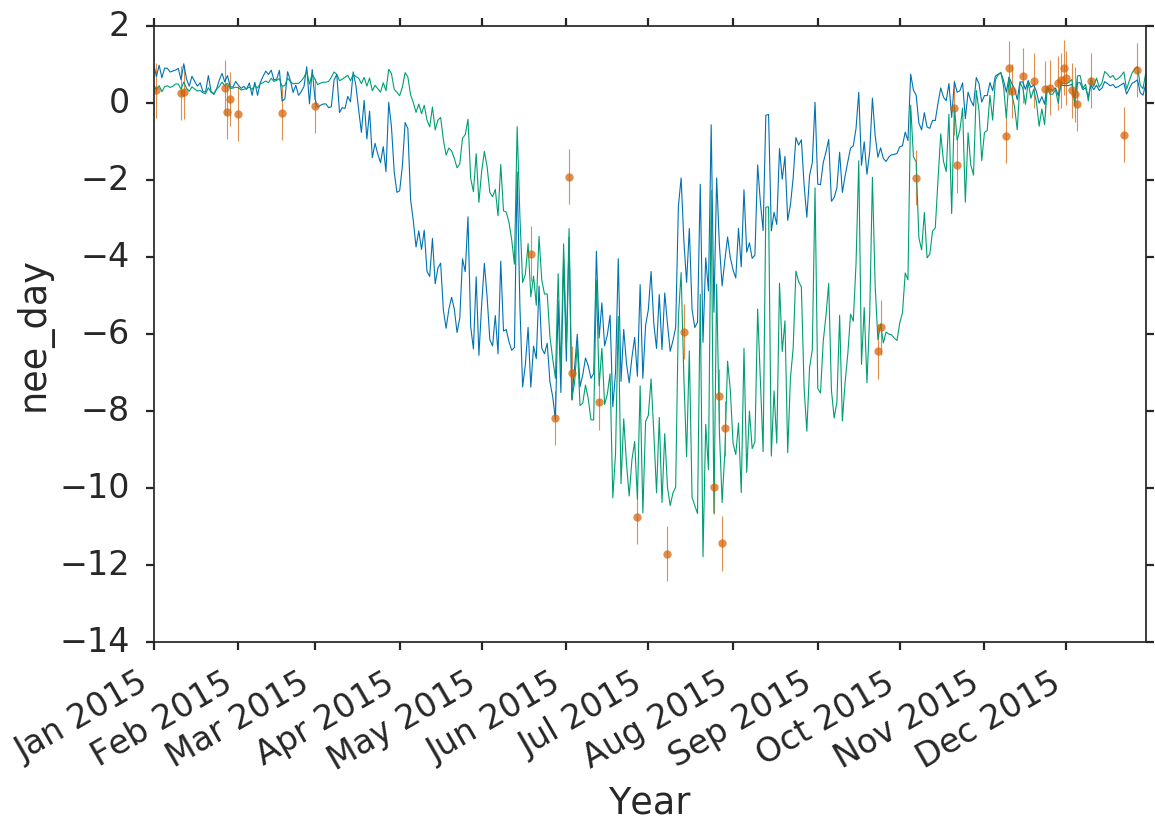 2
0
−2
−4
−6
−8
−10
−12
−14
nee_day
Jan 2015
Feb 2015
Mar 2015
Apr 2015
May 2015
Jun 2015
Jul 2015
Aug 2015
Sep 2015
Oct 2015
Nov 2015
Dec 2015
Year